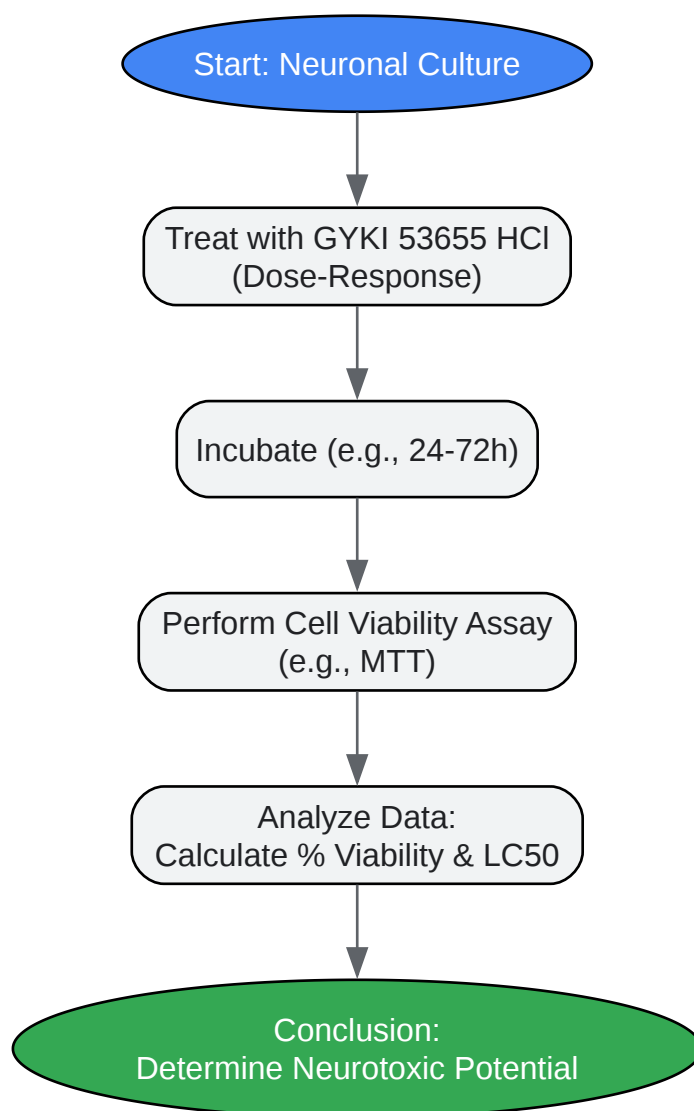 Start: Neuronal Culture
Treat with GYKI 53655 HCl
(Dose-Response)
Incubate (e.g., 24-72h)
Perform Cell Viability Assay
(e.g., MTT)
Analyze Data:
Calculate % Viability & LC50
Conclusion:
Determine Neurotoxic Potential